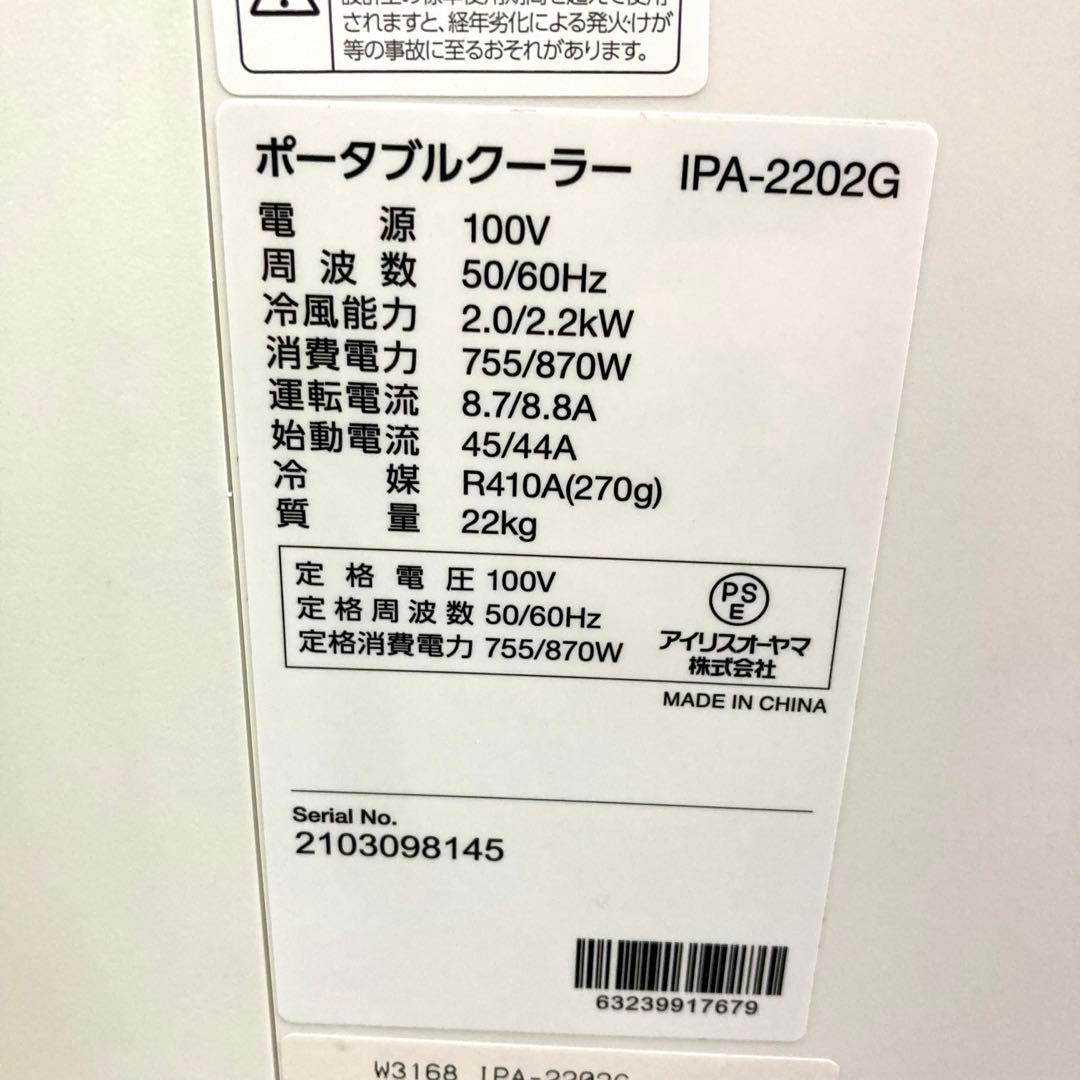 されますと、経年劣化による発火・けが
等の事故に至るおそれがあります。
ポータブルクーラー IPA-2202G
電源 100V
周波数 50/60Hz
冷風能力 2.0/2.2kW
消費電力 755/870W
運転電流 8.7/8.8A
始動電流 45/44A
冷媒 R410A(270g)
質量 22kg
定格電圧 100V
定格周波数 50/60Hz
定格消費電力 755/870W
PS
E
アイリスオーヤマ
株式会社
MADE IN CHINA
Serial No.
2103098145
63239917679
W3168 IPA-2202G